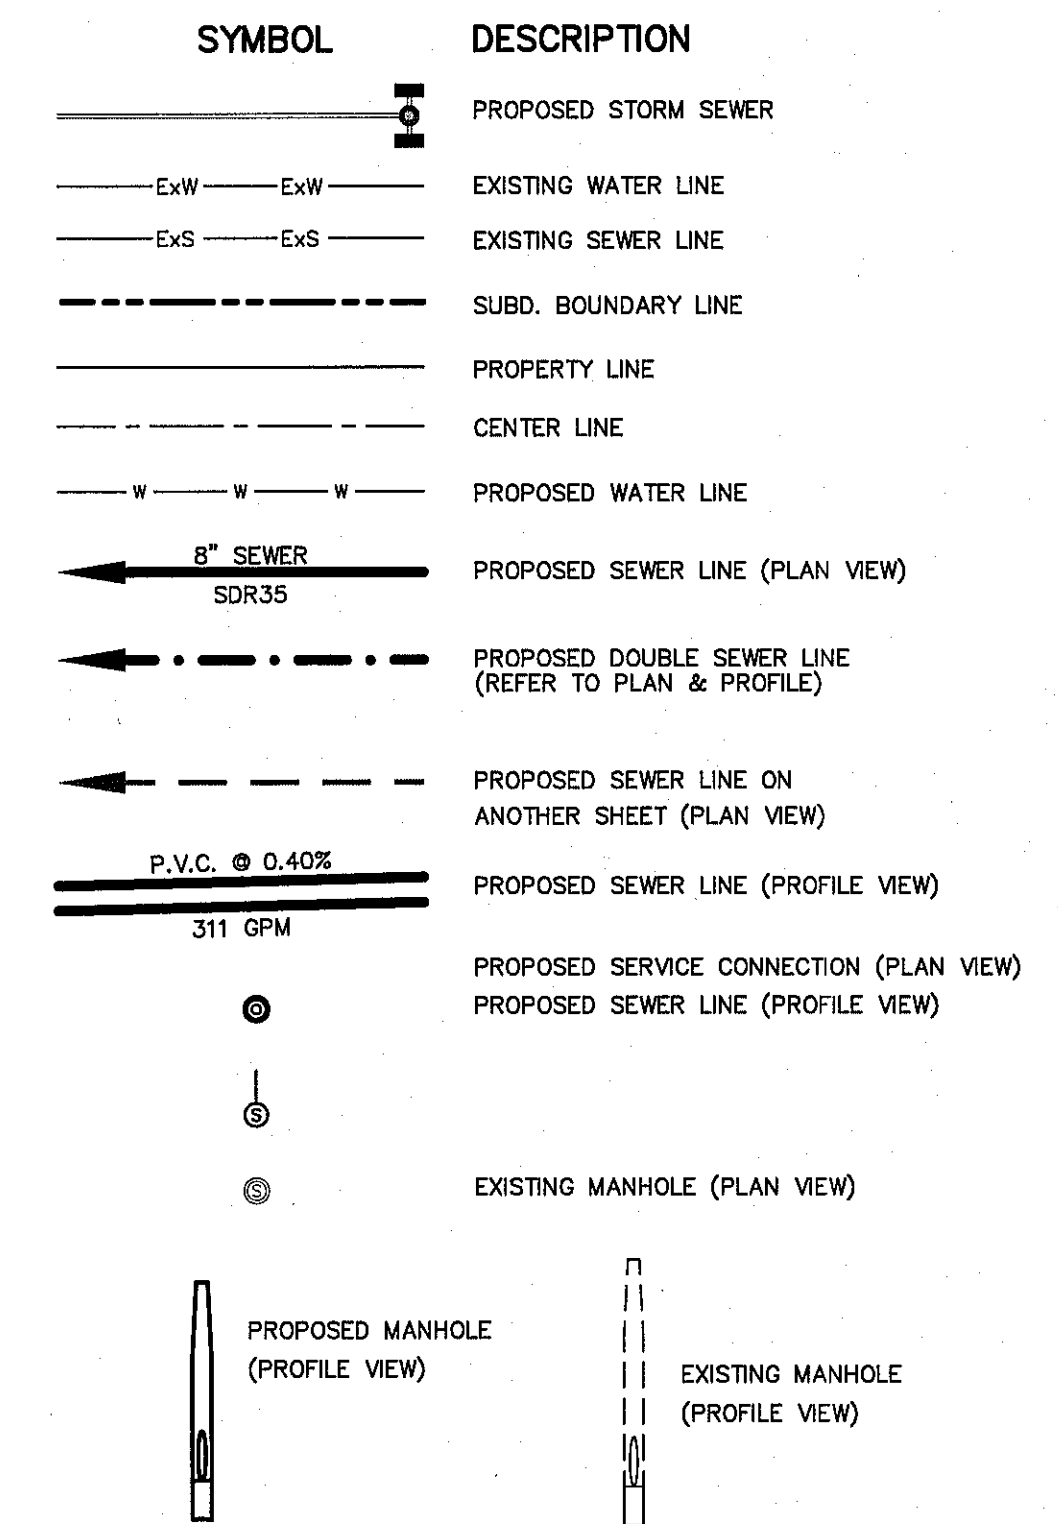 SYMBOL DESCRIPTION
PROPOSED STORM SEWER
ExW ExW EXISTING WATER LINE
ExS ExS EXISTING SEWER LINE
SUBD. BOUNDARY LINE
PROPERTY LINE
CENTER LINE
W W W PROPOSED WATER LINE
8" SEWER
SDR35
PROPOSED SEWER LINE (PLAN VIEW)
PROPOSED DOUBLE SEWER LINE
(REFER TO PLAN & PROFILE)
PROPOSED SEWER LINE ON
ANOTHER SHEET (PLAN VIEW)
P.V.C. @ 0.40%
311 GPM
PROPOSED SEWER LINE (PROFILE VIEW)
PROPOSED SERVICE CONNECTION (PLAN VIEW)
PROPOSED SEWER LINE (PROFILE VIEW)
S
S EXISTING MANHOLE (PLAN VIEW)
PROPOSED MANHOLE
(PROFILE VIEW)
EXISTING MANHOLE
(PROFILE VIEW)